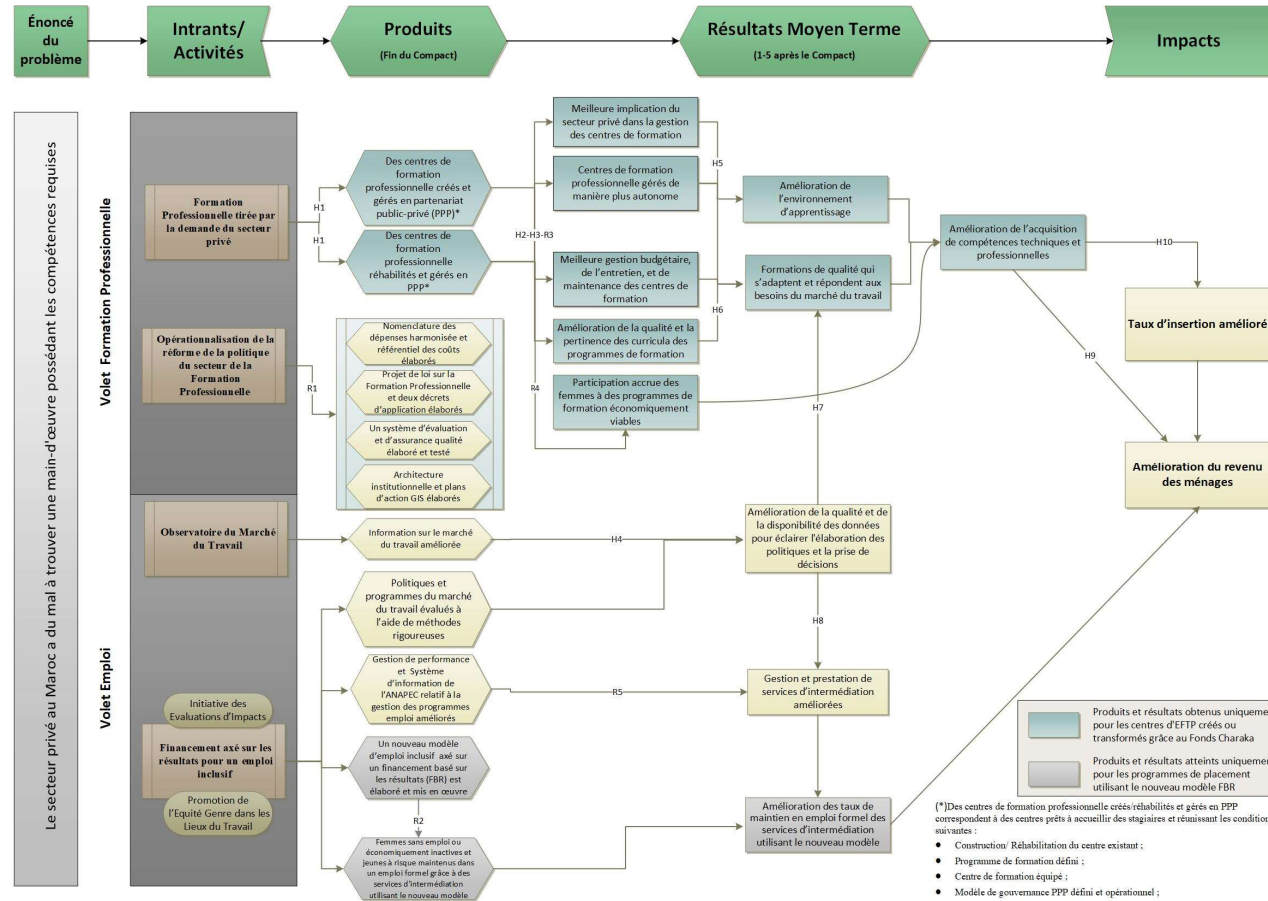 Énoncé
du
problème
Intrants/
Activités
Produits
(Fin du Compact)
Résultats Moyen Terme
(1-5 après le Compact)
Impacts
Le secteur privé au Maroc a du mal à trouver une main-d'œuvre possédant les compétences requises
Volet Formation Professionnelle
Volet Emploi
Formation
Professionnelle tirée par
la demande du secteur
privé
Opérationnalisation de la
réforme de la politique
du secteur de la
Formation
Professionnelle
Observatoire du Marché
du Travail
Initiative des
Evaluations d'Impacts
Financement axé sur les
résultats pour un emploi
inclusif
Promotion de
l'Equité Genre dans les
Lieux du Travail
H1
H1
R1
Des centres de
formation
professionnelle créés et
gérés en partenariat
public-privé (PPP)*
Des centres de
formation
professionnelle
réhabilités et gérés en
PPP*
Nomenclature des
dépenses harmonisée et
référentiel des coûts
élaborés
Projet de loi sur la
Formation Professionnelle
et deux décrets
d'application élaborés
Un système d'évaluation
et d'assurance qualité
élaboré et testé
Architecture
institutionnelle et plans
d'action GIS élaborés
Information sur le marché
du travail améliorée
Politiques et
programmes du marché
du travail évalués à
l'aide de méthodes
rigoureuses
Gestion de performance
et Système
d'information de
l'ANAPEC relatif à la
gestion des programmes
emploi améliorés
Un nouveau modèle
d'emploi inclusif axé sur
un financement basé sur
les résultats (FBR) est
élaboré et mis en œuvre
R2
Femmes sans emploi ou
économiquement inactives et
jeunes à risque maintenus dans
un emploi formel grâce à des
services d'intermédiation
utilisant le nouveau modèle
H2-H3-R3
R4
H4
R5
Meilleure implication du
secteur privé dans la gestion
des centres de formation
Centres de formation
professionnelle gérés de
manière plus autonome
Meilleure gestion budgétaire,
de l'entretien, et de
maintenance des centres de
formation
Amélioration de la qualité et la
pertinence des curricula des
programmes de formation
Participation accrue des
femmes à des programmes de
formation économiquement
viables
H5
H6
Amélioration de
l'environnement
d'apprentissage
Formations de qualité qui
s'adaptent et répondent aux
besoins du marché du travail
H7
Amélioration de la qualité et de
la disponibilité des données
pour éclairer l'élaboration des
politiques et la prise de
décisions
H8
Gestion et prestation de
services d'intermédiation
améliorées
Amélioration des taux de
maintien en emploi formel des
services d'intermédiation
utilisant le nouveau modèle
Amélioration de l'acquisition
de compétences techniques et
professionnelles
H10
H9
Taux d'insertion amélioré
Amélioration du revenu
des ménages
Produits et résultats obtenus uniqueme
pour les centres d'EFTP créés ou
transformés grâce au Fonds Charaka
Produits et résultats atteints uniquement
pour les programmes de placement
utilisant le nouveau modèle FBR
(*)Des centres de formation professionnelle créés/réhabilités et gérés en PPP
correspondent à des centres prêts à accueillir des stagiaires et réunissant les condition
suivantes :
● Construction/ Réhabilitation du centre existant ;
● Programme de formation défini ;
● Centre de formation équipé ;
● Modèle de gouvernance PPP défini et opérationnel ;